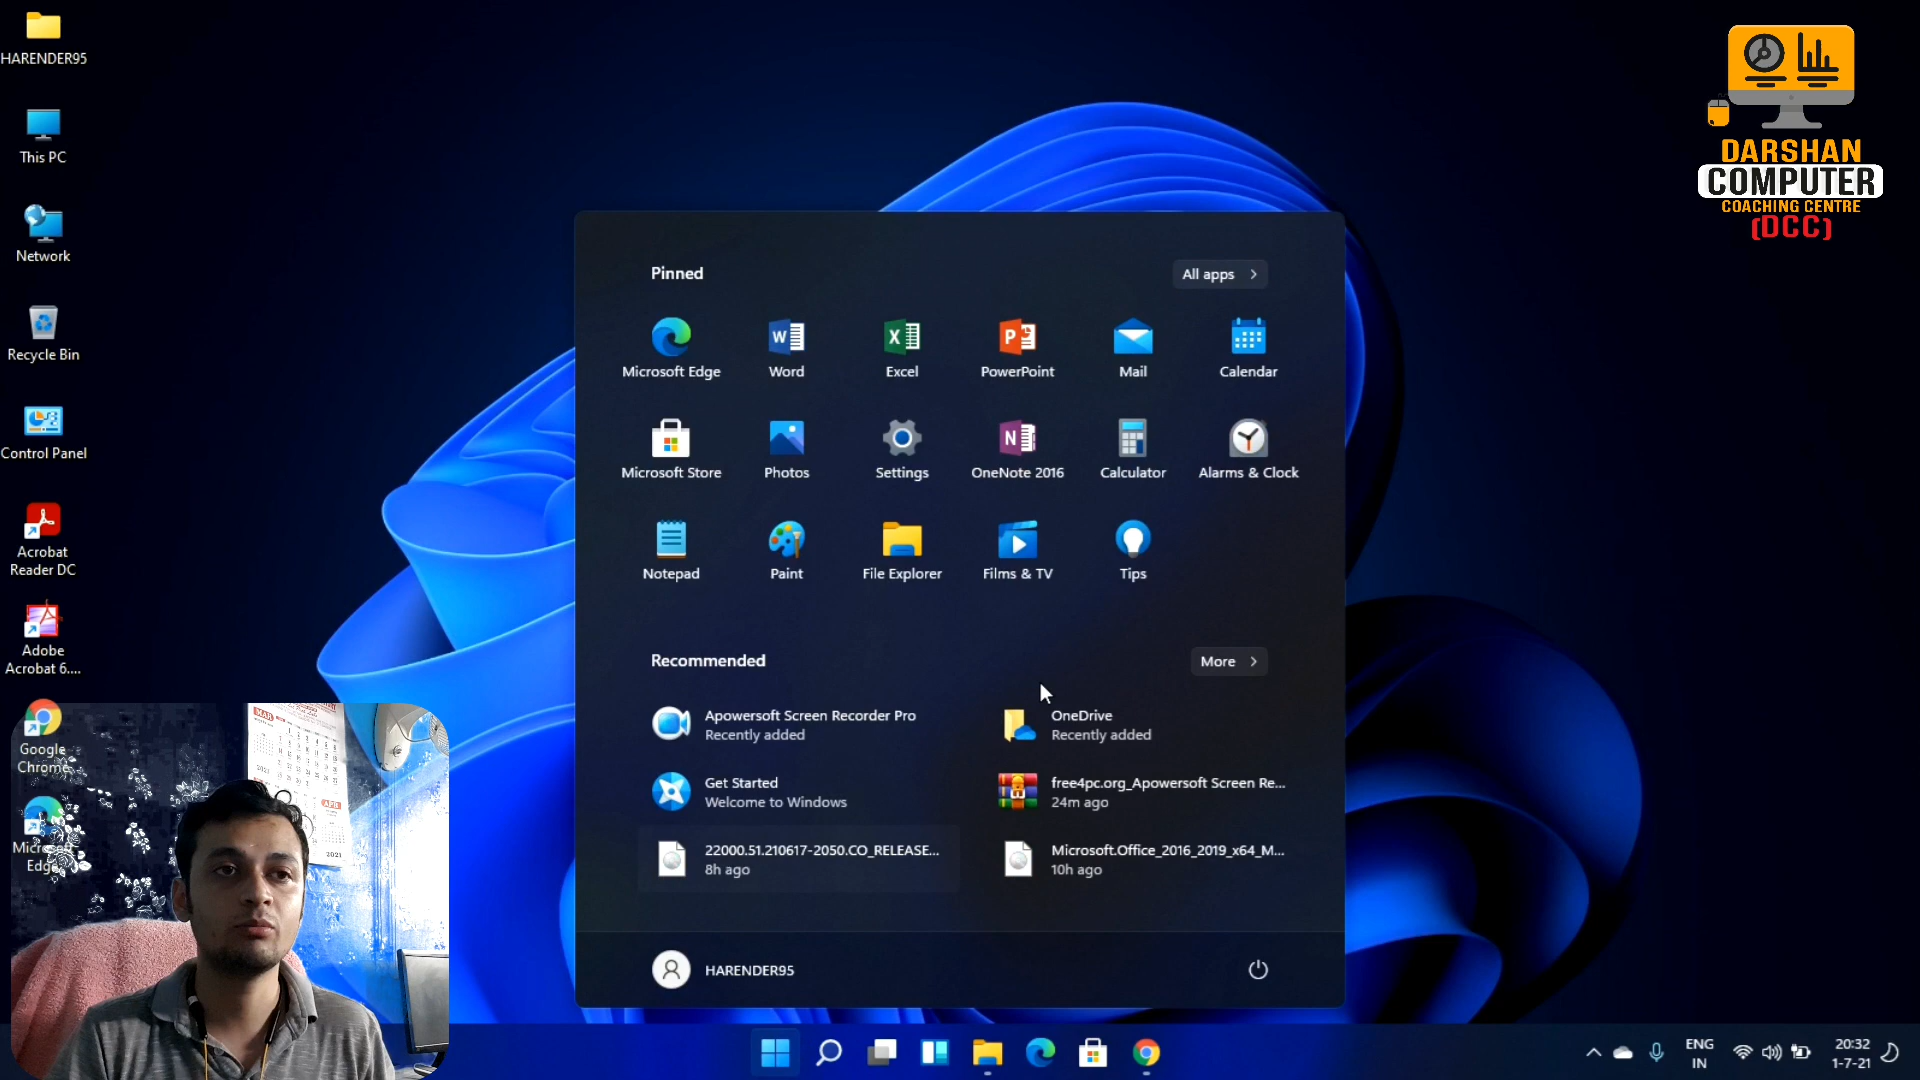 HARENDER95
This PC
Network
Recycle Bin
Control Panel
Acrobat
Reader DC
Adobe
Acrobat 6....
Google
Chrome
Edge
DARSHAN
COMPUTER
COACHING CENTRE
(DCC)
Pinned
All apps
Microsoft Edge
Word
Excel
PowerPoint
Mail
Calendar
Microsoft Store
Photos
Settings
OneNote 2016
Calculator
Alarms & Clock
Notepad
Paint
File Explorer
Films & TV
Tips
Recommended
More
Apowersoft Screen Recorder Pro
Recently added
OneDrive
Recently added
Get Started
Welcome to Windows
free4pc.org_Apowersoft Screen Re...
24m ago
22000.51.210617-2050.CO_RELEASE...
8h ago
Microsoft.Office_2016_2019_x64_M...
10h ago
HARENDER95
MAR
2021
ENG
IN
20:32
1-7-21